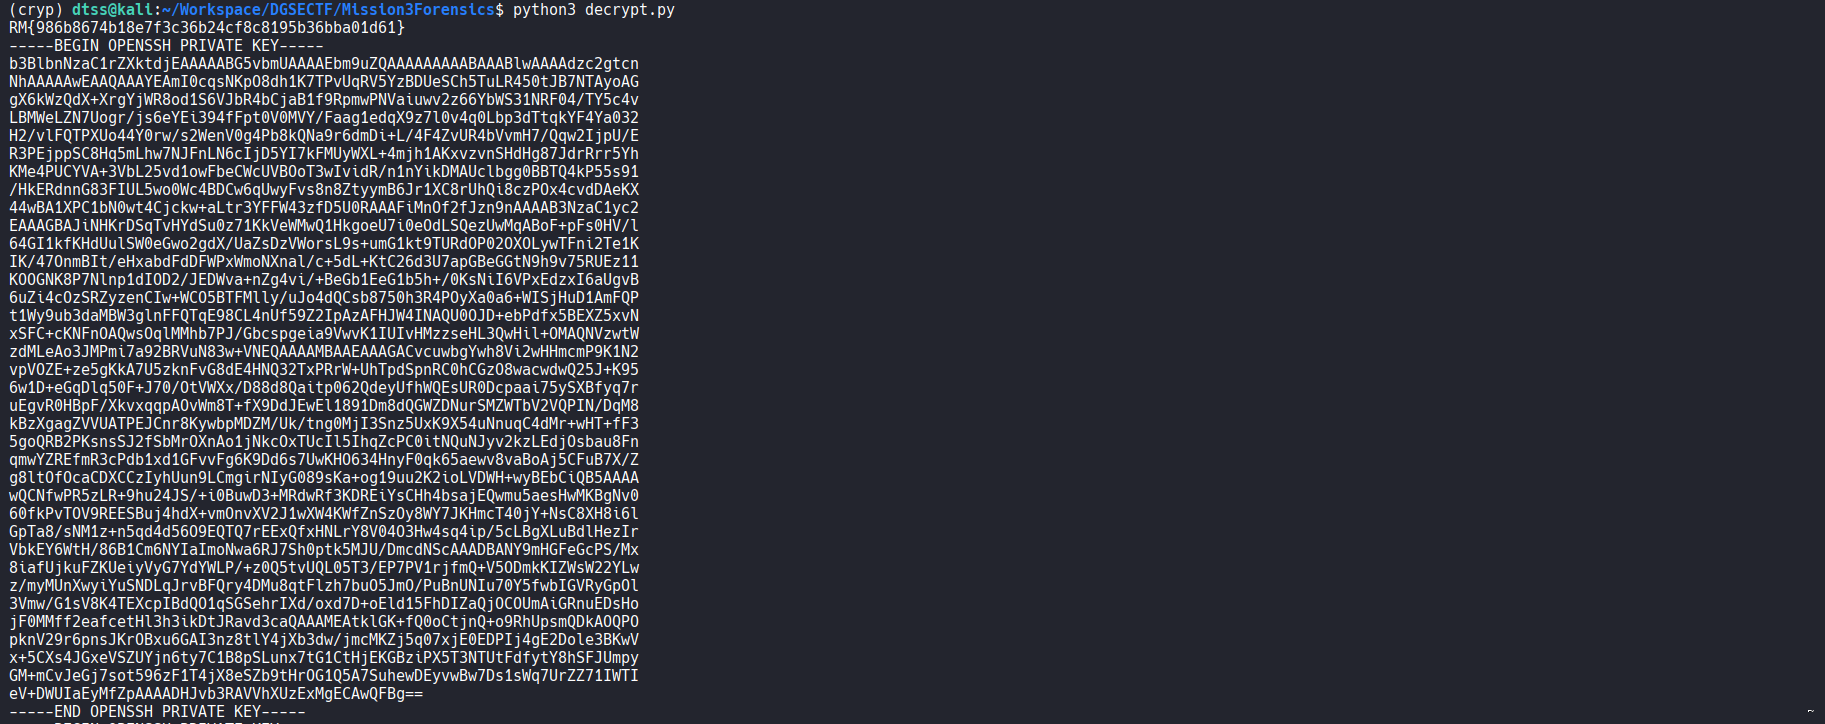 (cryp) dtss@kali:~/Workspace/DGSECTF/Mission3Forensics$ python3 decrypt.py
RM{986b8674b18e7f3c36b24cf8c8195b36bba01d61}
-----BEGIN OPENSSH PRIVATE KEY-----
b3BlbnNzaC1rZXktdjEAAAAABG5vbmUAAAAEbm9uZQAAAAAAAAABAAABlwAAAAdzc2gtcn
NhAAAAAwEAAQAAAYEAmI0cqsNKpO8dh1K7TPvUqRV5YzBDUeSCh5TuLR450tJB7NTAyoAG
gX6kWzQdX+XrgYjWR8od1S6VJbR4bCjaB1f9RpmwPNVaiuwv2z66YbWS31NRF04/TY5c4v
LBMWeLZN7Uogr/js6eYEi394fFpt0V0MVY/Faag1edqX9z7l0v4q0Lbp3dTtqkYF4Ya032
H2/vlFQTPXUo44Y0rw/s2WenV0g4Pb8kQNa9r6dmDi+L/4F4ZvUR4bVvmH7/Qqw2IjpU/E
R3PEjppSC8Hq5mLhw7NJFnLN6cIjD5YI7kFMUyWXL+4mjh1AKxvzvnSHdHg87JdrRrr5Yh
KMe4PUCYVA+3VbL25vd1owFbeCWcUVBOoT3wIvidR/n1nYikDMAUclbgg0BBTQ4kP55s91
/HkERdnnG83FIUL5wo0Wc4BDCw6qUwyFvs8n8ZtyymB6Jr1XC8rUhQi8czPOx4cvdDAeKX
44wBA1XPC1bN0wt4Cjckw+aLtr3YFFW43zfD5U0RAAAFiMnOf2fJzn9nAAAAB3NzaC1yc2
EAAAGBAJiNHKrDSqTvHYdSu0z71KkVeWMwQ1HkgoeU7i0eOdLSQezUwMqABoF+pFs0HV/l
64GI1kfKHdUulSW0eGwo2gdX/UaZsDzVWorsL9s+umG1kt9TURdOP02OXOLywTFni2Te1K
IK/47OnmBIt/eHxabdFdDFWPxWmoNXnal/c+5dL+KtC26d3U7apGBeGGtN9h9v75RUEz11
KOOGNK8P7Nlnp1dIOD2/JEDWva+nZg4vi/+BeGb1EeG1b5h+/0KsNiI6VPxEdzxI6aUgvB
6uZi4cOzSRZyzenCIw+WCO5BTFMlly/uJo4dQCsb8750h3R4POyXa0a6+WISjHuD1AmFQP
t1Wy9ub3daMBW3glnFFQTqE98CL4nUf59Z2IpAzAFHJW4INAQU0OJD+ebPdfx5BEXZ5xvN
xSFC+cKNFnOAQwsOqlMMhb7PJ/Gbcspgeia9VwvK1IUIvHMzzseHL3QwHil+OMAQNVzwtW
zdMLeAo3JMPmi7a92BRVuN83w+VNEQAAAAMBAAEAAAGACvcuwbgYwh8Vi2wHHmcmP9K1N2
vpVOZE+ze5gKkA7U5zknFvG8dE4HNQ32TxPRrW+UhTpdSpnRC0hCGzO8wacwdwQ25J+K95
6w1D+eGqDlq50F+J70/OtVWXx/D88d8Qaitp062QdeyUfhWQEsUR0Dcpaai75ySXBfyq7r
uEgvR0HBpF/XkvxqqpAOvWm8T+fX9DdJEwEl1891Dm8dQGWZDNurSMZWTbV2VQPIN/DqM8
kBzXgagZVVUATPEJCnr8KywbpMDZM/Uk/tng0MjI3Snz5UxK9X54uNnuqC4dMr+wHT+fF3
5goQRB2PKsnsSJ2fSbMrOXnAo1jNkcOxTUcIl5IhqZcPC0itNQuNJyv2kzLEdjOsbau8Fn
qmwYZREfmR3cPdb1xd1GFvvFg6K9Dd6s7UwKHO634HnyF0qk65aewv8vaBoAj5CFuB7X/Z
g8ltOfOcaCDXCCzIyhUun9LCmgirNIyG089sKa+og19uu2K2ioLVDWH+wyBEbCiQB5AAAA
wQCNfwPR5zLR+9hu24JS/+i0BuwD3+MRdwRf3KDREiYsCHh4bsajEQwmu5aesHwMKBgNv0
60fkPvTOV9REESBuj4hdX+vmOnvXV2J1wXW4KWfZnSzOy8WY7JKHmcT40jY+NsC8XH8i6l
GpTa8/sNM1z+n5qd4d56O9EQTQ7rEExQfxHNLrY8V04O3Hw4sq4ip/5cLBgXLuBdlHezIr
VbkEY6WtH/86B1Cm6NYIaImoNwa6RJ7Sh0ptk5MJU/DmcdNScAAADBANY9mHGFeGcPS/Mx
8iafUjkuFZKUeiyVyG7YdYWLP/+z0Q5tvUQL05T3/EP7PV1rjfmQ+V5ODmkKIZWsW22YLw
z/myMUnXwyiYuSNDLqJrvBFQry4DMu8qtFlzh7buO5JmO/PuBnUNIu70Y5fwbIGVRyGpOl
3Vmw/G1sV8K4TEXcpIBdQO1qSGSehrIXd/oxd7D+oEld15FhDIZaQjOCOUmAiGRnuEDsHo
jF0MMff2eafcetHl3h3ikDtJRavd3caQAAAMEAtklGK+fQ0oCtjnQ+o9RhUpsmQDkAOQPO
pknV29r6pnsJKrOBxu6GAI3nz8tlY4jXb3dw/jmcMKZj5q07xjE0EDPIj4gE2Dole3BKwV
x+5CXs4JGxeVSZUYjn6ty7C1B8pSLunx7tG1CtHjEKGBziPX5T3NTUtFdfytY8hSFJUmpy
GM+mCvJeGj7sot596zF1T4jX8eSZb9tHrOG1Q5A7SuhewDEyvwBw7Ds1sWq7UrZZ71IWTI
eV+DWUIaEyMfZpAAAADHJvb3RAVVhXUzExMgECAwQFBg==
-----END OPENSSH PRIVATE KEY-----